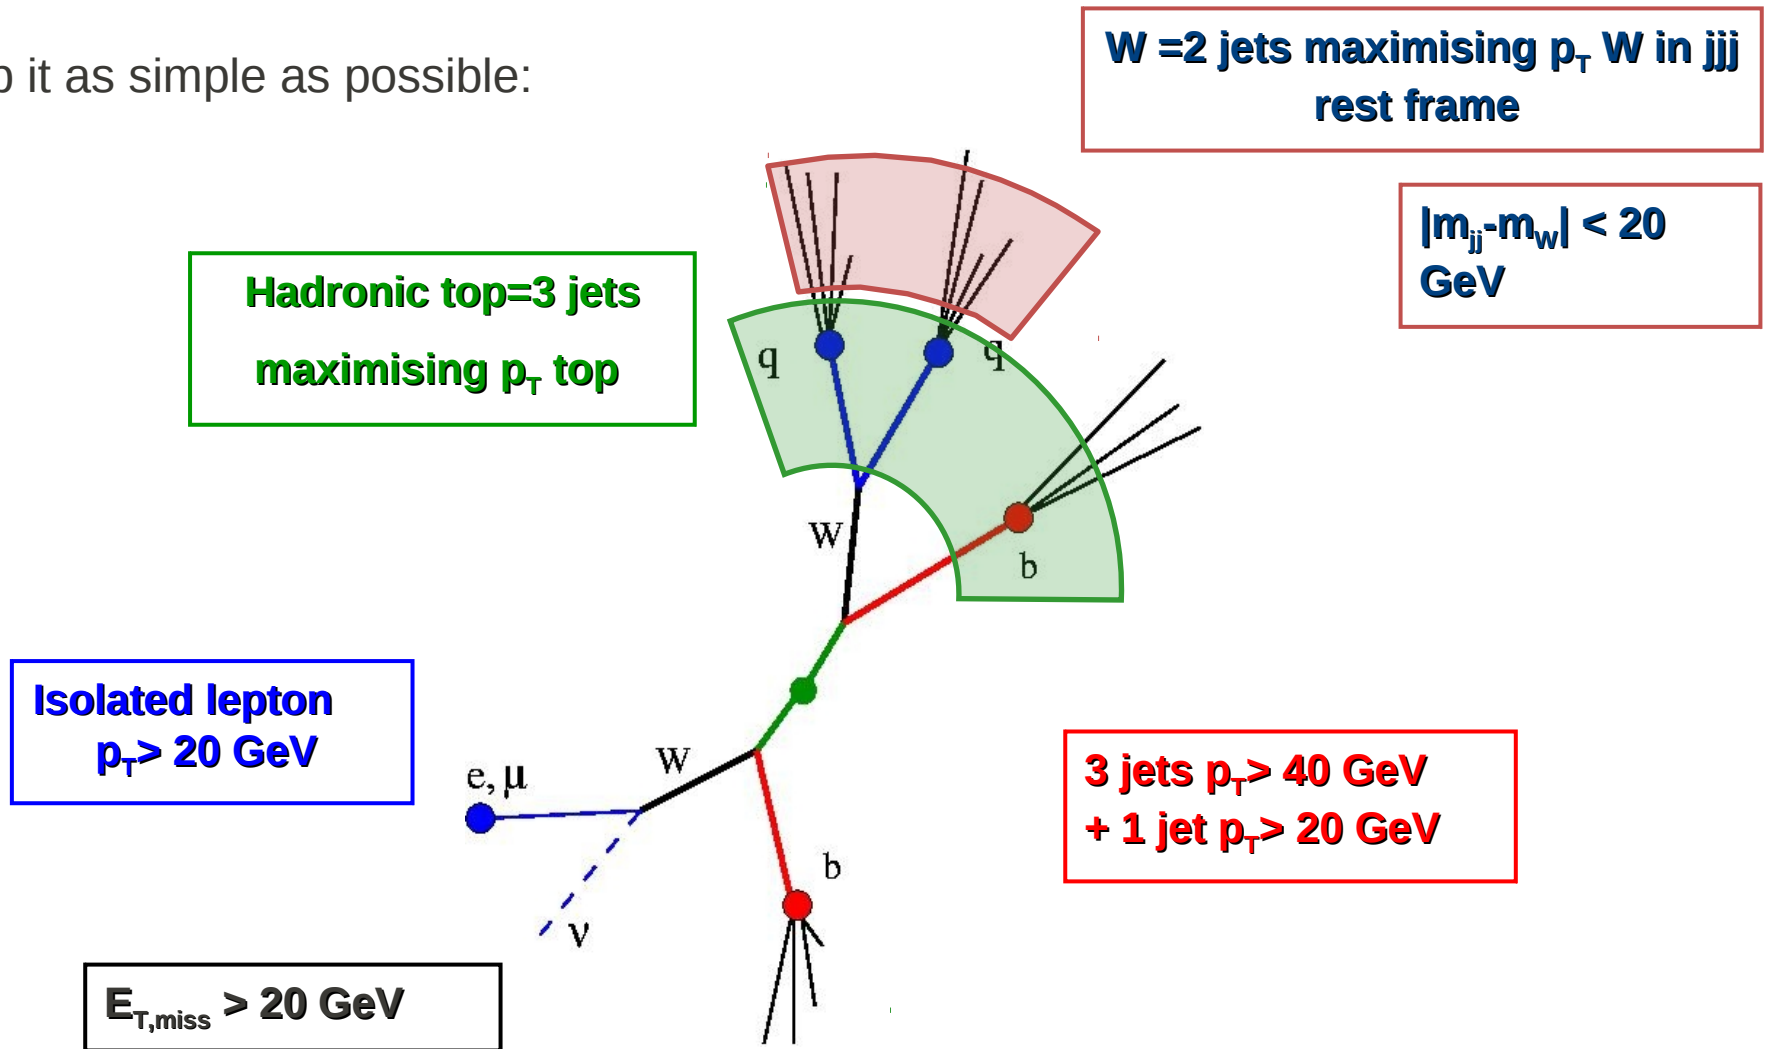 it as simple as possible:
W =2 jets maximising pT W in jjj
rest frame
|mjj-mW| < 20
GeV
Hadronic top=3 jets
maximising pT top
q
q
W
b
Isolated lepton
pT> 20 GeV
W
e, μ
3 jets pT> 40 GeV
+ 1 jet pT> 20 GeV
b
ν
ET,miss > 20 GeV